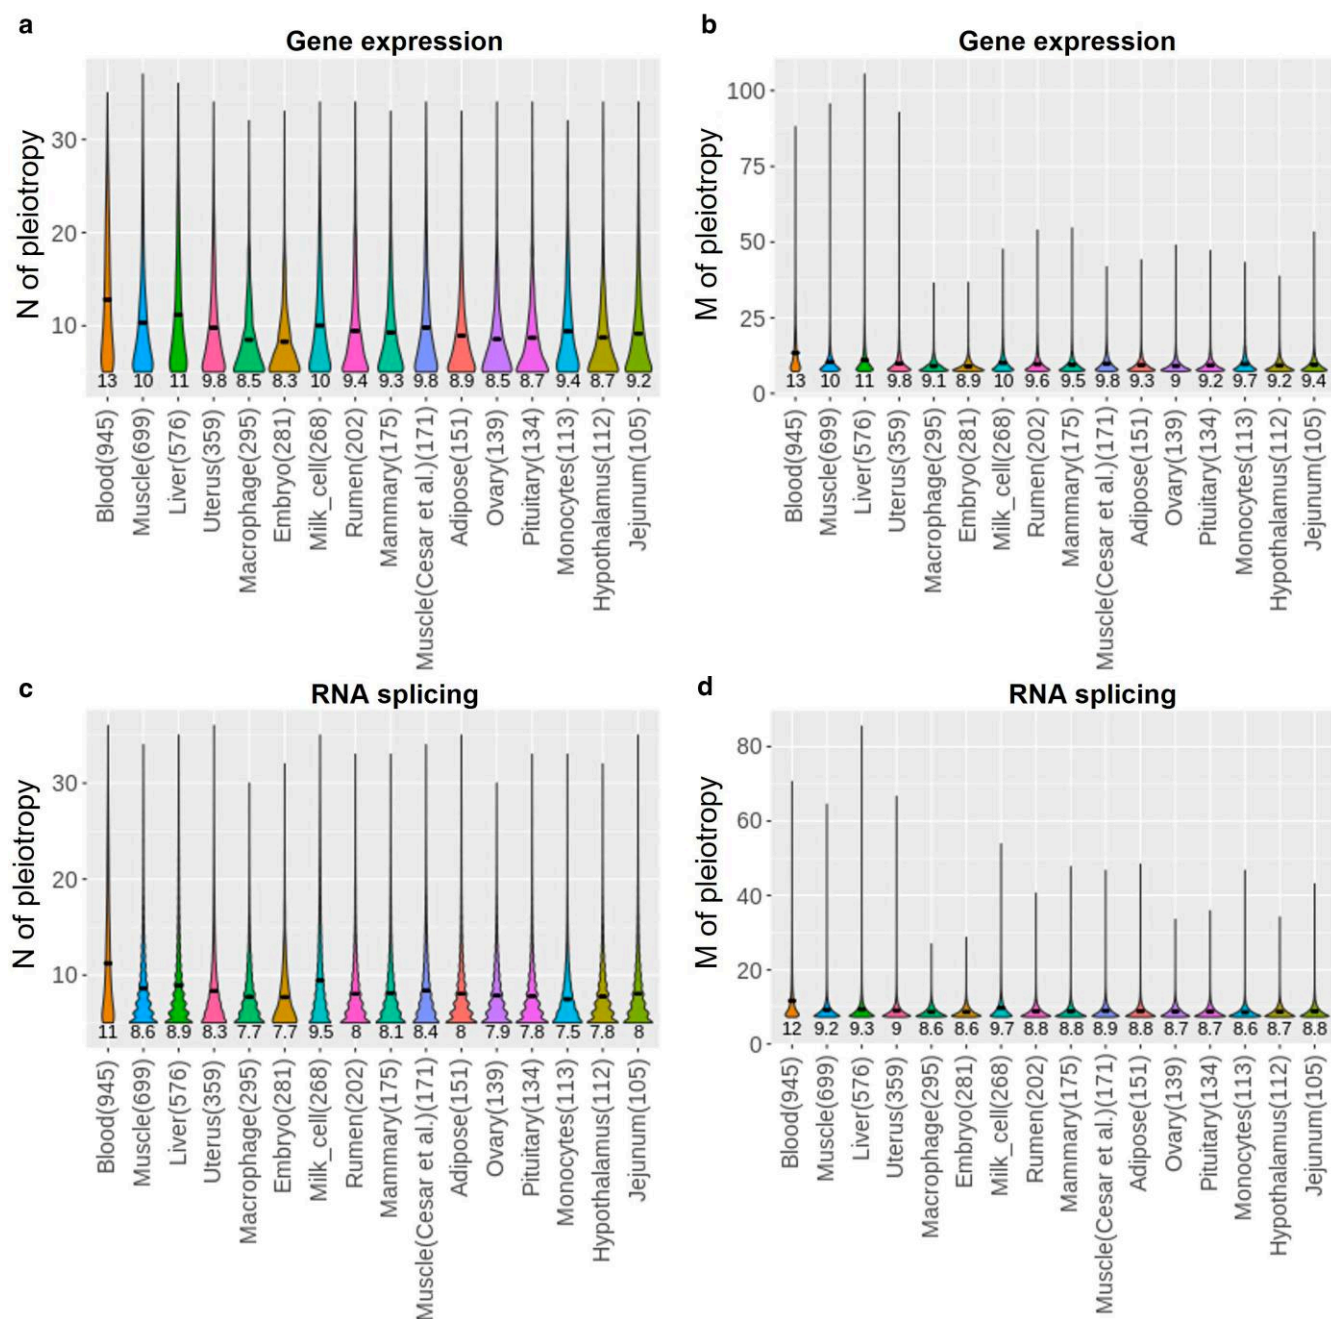 a
Gene expression
N of pleiotropy
30
20
10
13 10 11 9.8 8.5 8.3 10 9.4 9.3 9.8 8.9 8.5 8.7 9.4 8.7 9.2
Blood(945)
Muscle(699)
Liver(576)
Uterus(359)
Macrophage(295)
Embryo(281)
Milk_cell(268)
Rumen(202)
Mammary(175)
Muscle(Cesar et al.)(171)
Adipose(151)
Ovary(139)
Pituitary(134)
Monocytes(113)
Hypothalamus(112)
Jejunum(105)
b
Gene expression
M of pleiotropy
100
75
50
25
0
13 10 11 9.8 9.1 8.9 10 9.6 9.5 9.8 9.3 9 9.2 9.7 9.2 9.4
Blood(945)
Muscle(699)
Liver(576)
Uterus(359)
Macrophage(295)
Embryo(281)
Milk_cell(268)
Rumen(202)
Mammary(175)
Muscle(Cesar et al.)(171)
Adipose(151)
Ovary(139)
Pituitary(134)
Monocytes(113)
Hypothalamus(112)
Jejunum(105)
c
RNA splicing
N of pleiotropy
30
20
10
11 8.6 8.9 8.3 7.7 7.7 9.5 8 8.1 8.4 8 7.9 7.8 7.5 7.8 8
Blood(945)
Muscle(699)
Liver(576)
Uterus(359)
Macrophage(295)
Embryo(281)
Milk_cell(268)
Rumen(202)
Mammary(175)
Muscle(Cesar et al.)(171)
Adipose(151)
Ovary(139)
Pituitary(134)
Monocytes(113)
Hypothalamus(112)
Jejunum(105)
d
RNA splicing
M of pleiotropy
80
60
40
20
0
12 9.2 9.3 9 8.6 8.6 9.7 8.8 8.8 8.9 8.8 8.7 8.7 8.6 8.7 8.8
Blood(945)
Muscle(699)
Liver(576)
Uterus(359)
Macrophage(295)
Embryo(281)
Milk_cell(268)
Rumen(202)
Mammary(175)
Muscle(Cesar et al.)(171)
Adipose(151)
Ovary(139)
Pituitary(134)
Monocytes(113)
Hypothalamus(112)
Jejunum(105)